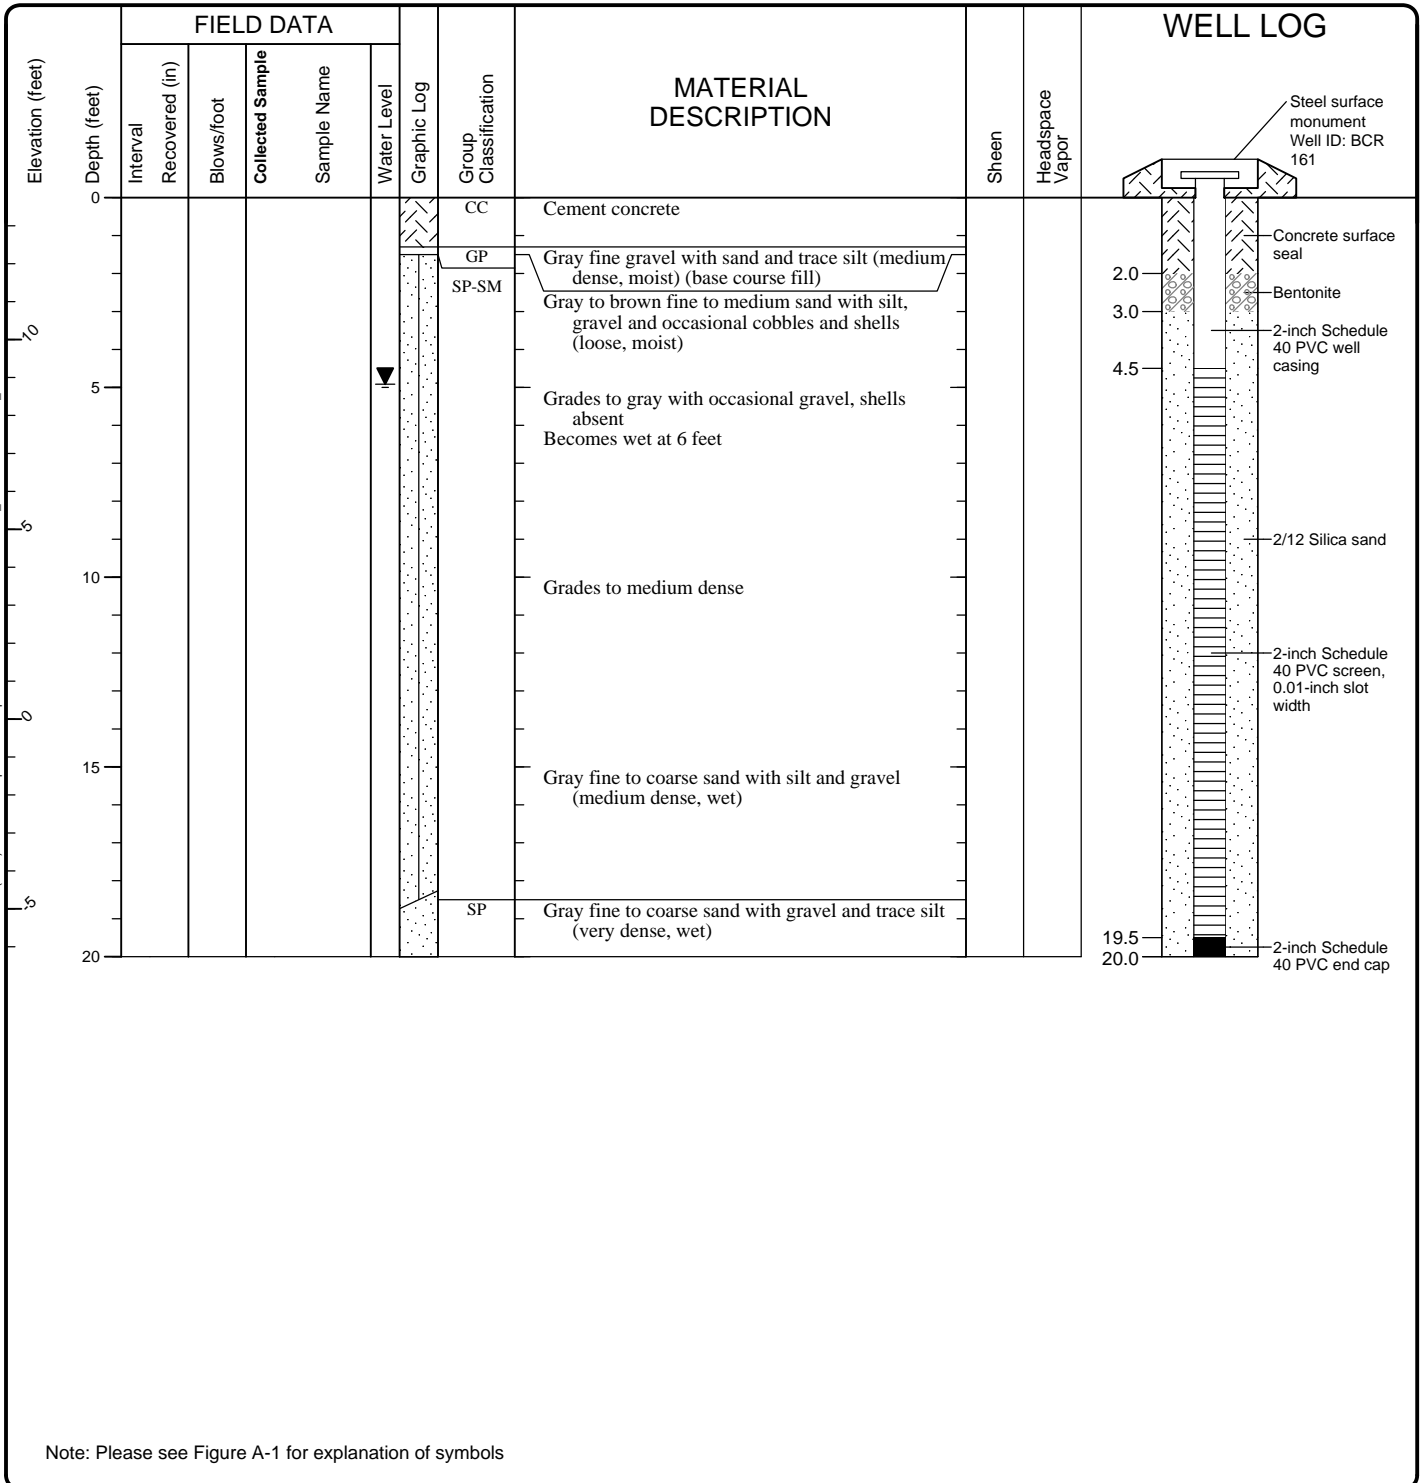 FIELD DATA
WELL LOG
Elevation (feet)
Depth (feet)
Interval
Recovered (in)
Blows/foot
Collected Sample
Sample Name
Water Level
Graphic Log
Group
Classification
MATERIAL
DESCRIPTION
Sheen
Headspace
Vapor
Steel surface
monument
Well ID: BCR
161
0
CC
Cement concrete
Concrete surface
seal
GP
Gray fine gravel with sand and trace silt (medium
dense, moist) (base course fill)
2.0
SP-SM
Gray to brown fine to medium sand with silt,
gravel and occasional cobbles and shells
(loose, moist)
Bentonite
3.0
10
2-inch Schedule
40 PVC well
casing
4.5
5
Grades to gray with occasional gravel, shells
absent
Becomes wet at 6 feet
5
2/12 Silica sand
10
Grades to medium dense
2-inch Schedule
40 PVC screen,
0.01-inch slot
width
0
15
Gray fine to coarse sand with silt and gravel
(medium dense, wet)
-5
SP
Gray fine to coarse sand with gravel and trace silt
(very dense, wet)
19.5
20.0
2-inch Schedule
40 PVC end cap
20
Note: Please see Figure A-1 for explanation of symbols